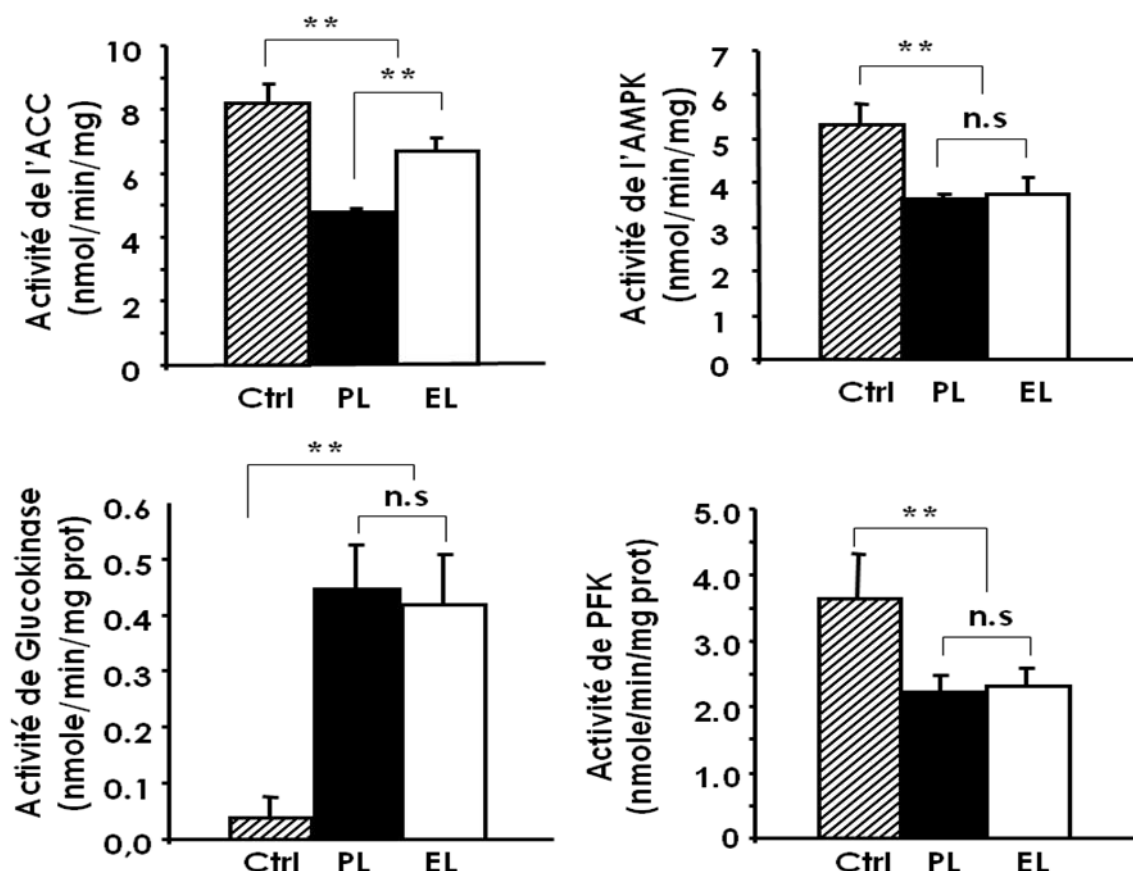 Activité de l'ACC
(nmol/min/mg)
10
8
6
4
2
0
**
**
Ctrl PL EL
Activité de l'AMPK
(nmol/min/mg)
7
6
5
4
3
2
1
0
**
n.s
Ctrl PL EL
Activité de Glucokinase
(nmole/min/mg prot)
0.6
0.5
0.4
0.3
0.2
0.1
0,0
**
n.s
Ctrl PL EL
Activité de PFK
(nmole/min/mg prot)
5.0
4.0
3.0
2.0
1.0
0
**
n.s
Ctrl PL EL